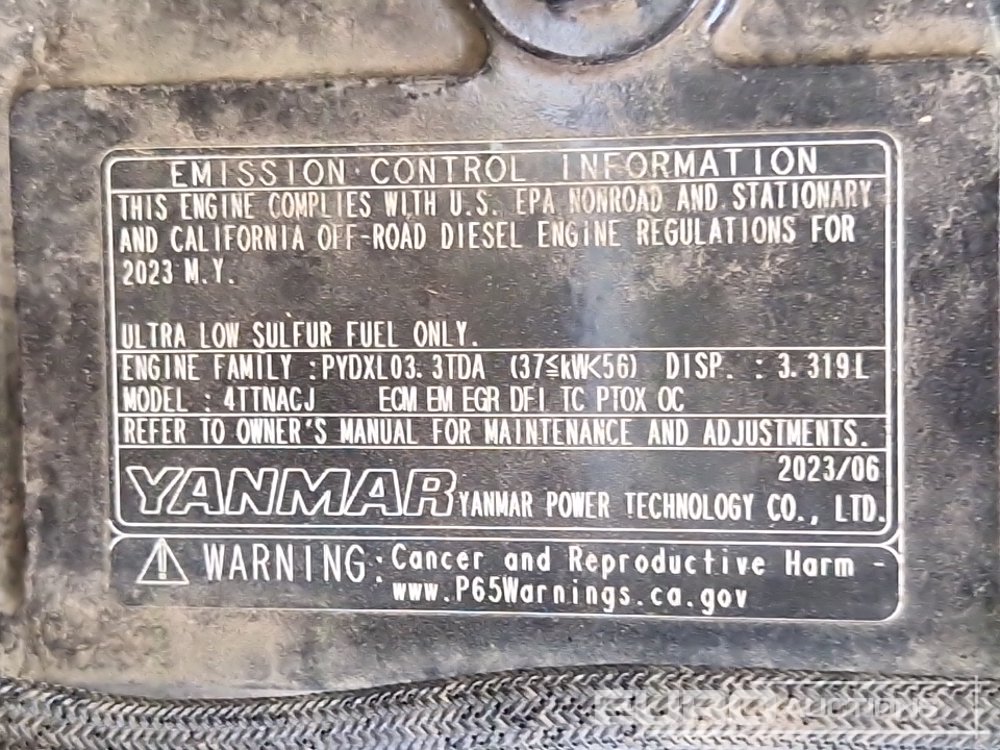 EMISSION CONTROL INFORMATION
THIS ENGINE COMPLIES WITH U.S. EPA NONROAD AND STATIONARY
AND CALIFORNIA OFF-ROAD DIESEL ENGINE REGULATIONS FOR
2023 M.Y.
ULTRA LOW SULFUR FUEL ONLY.
ENGINE FAMILY :PYDXL03.3TDA (37≦kW<56) DISP. : 3.319L
MODEL : 4TTNACJ ECM EM EGR DFI TC PTOX OC
REFER TO OWNER'S MANUAL FOR MAINTENANCE AND ADJUSTMENTS.
2023/06
YANMAR YANMAR POWER TECHNOLOGY CO., LTD.
⚠ WARNING: Cancer and Reproductive Harm -
www.P65Warnings.ca.gov
EURO AUCTIONS